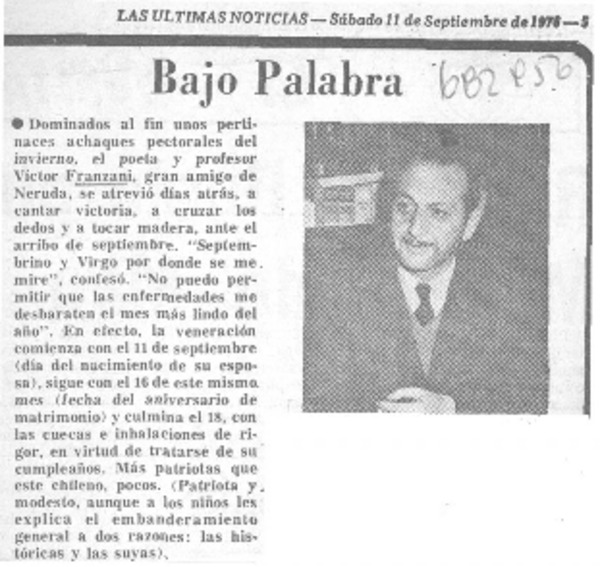 LAS ULTIMAS NOTICIAS — Sábado 11 de Septiembre de 1976 — 5
Bajo Palabra
682 P56
● Dominados al fin unos perti-
naces achaques pectorales del
invierno, el poeta y profesor
Víctor Franzani, gran amigo de
Neruda, se atrevió días atrás, a
cantar victoria, a cruzar los
dedos y a tocar madera, ante el
arribo de septiembre. "Septem-
brino y Virgo por donde se me
mire", confesó. "No puedo per-
mitir que las enfermedades me
desbaraten el mes más lindo del
año". En efecto, la veneración
comienza con el 11 de septiembre
(día del nacimiento de su espo-
sa), sigue con el 16 de este mismo
mes (fecha del aniversario de
matrimonio) y culmina el 18, con
las cuecas e inhalaciones de ri-
gor, en virtud de tratarse de su
cumpleaños. Más patriotas que
este chileno, pocos. (Patriota y
modesto, aunque a los niños les
explica el embanderamiento
general a dos razones: las his-
tóricas y las suyas).